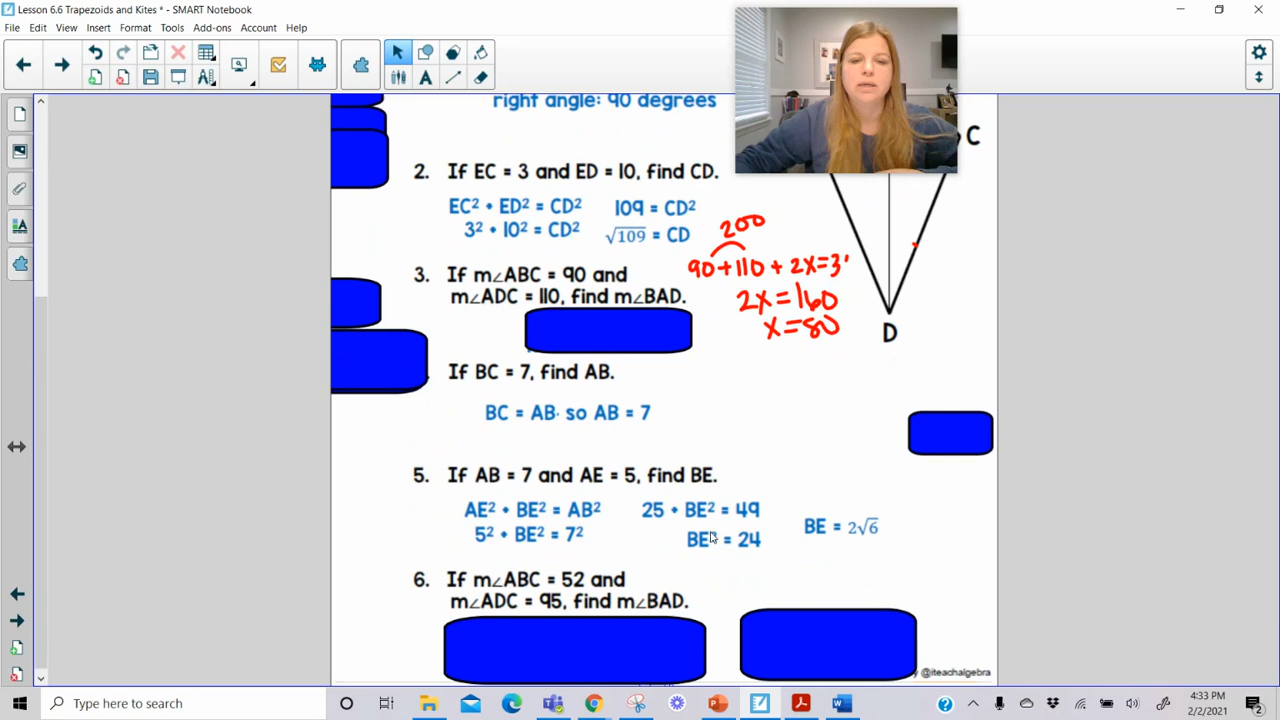 Lesson 6.6 Trapezoids and Kites * - SMART Notebook
File Edit View Insert Format Tools Add-ons Account Help
right angle: 90 degrees
C
2. If EC = 3 and ED = 10, find CD.
EC² + ED² = CD² 109 = CD²
3² + 10² = CD² √109 = CD
200
90+110+2x=3
2x=160
x=80
3. If m∠ABC = 90 and
m∠ADC = 110, find m∠BAD.
D
If BC = 7, find AB.
BC = AB so AB = 7
5. If AB = 7 and AE = 5, find BE.
AE² + BE² = AB² 25 + BE² = 49
5² + BE² = 7² BE² = 24
BE = 2√6
6. If m∠ABC = 52 and
m∠ADC = 95, find m∠BAD.
@iteachalgebra
Type here to search
4:33 PM
2/2/2021